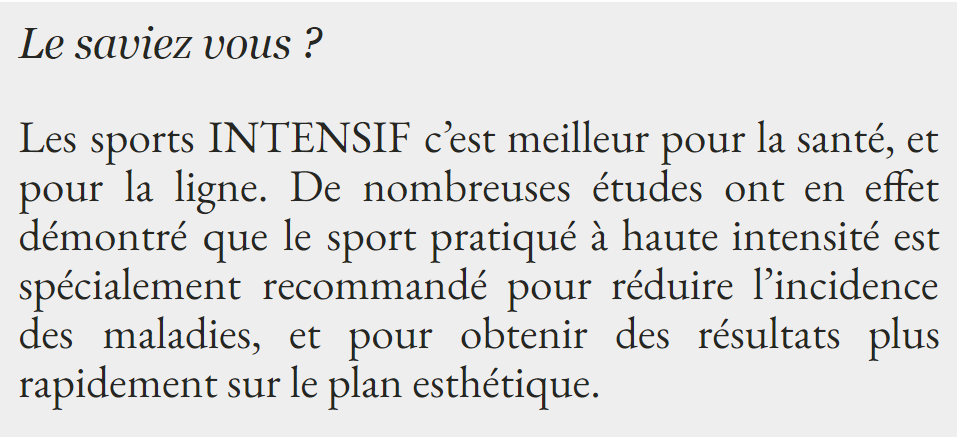 Le saviez vous ?
Les sports INTENSIF c’est meilleur pour la santé, et
pour la ligne. De nombreuses études ont en effet
démontré que le sport pratiqué à haute intensité est
spécialement recommandé pour réduire l’incidence
des maladies, et pour obtenir des résultats plus
rapidement sur le plan esthétique.